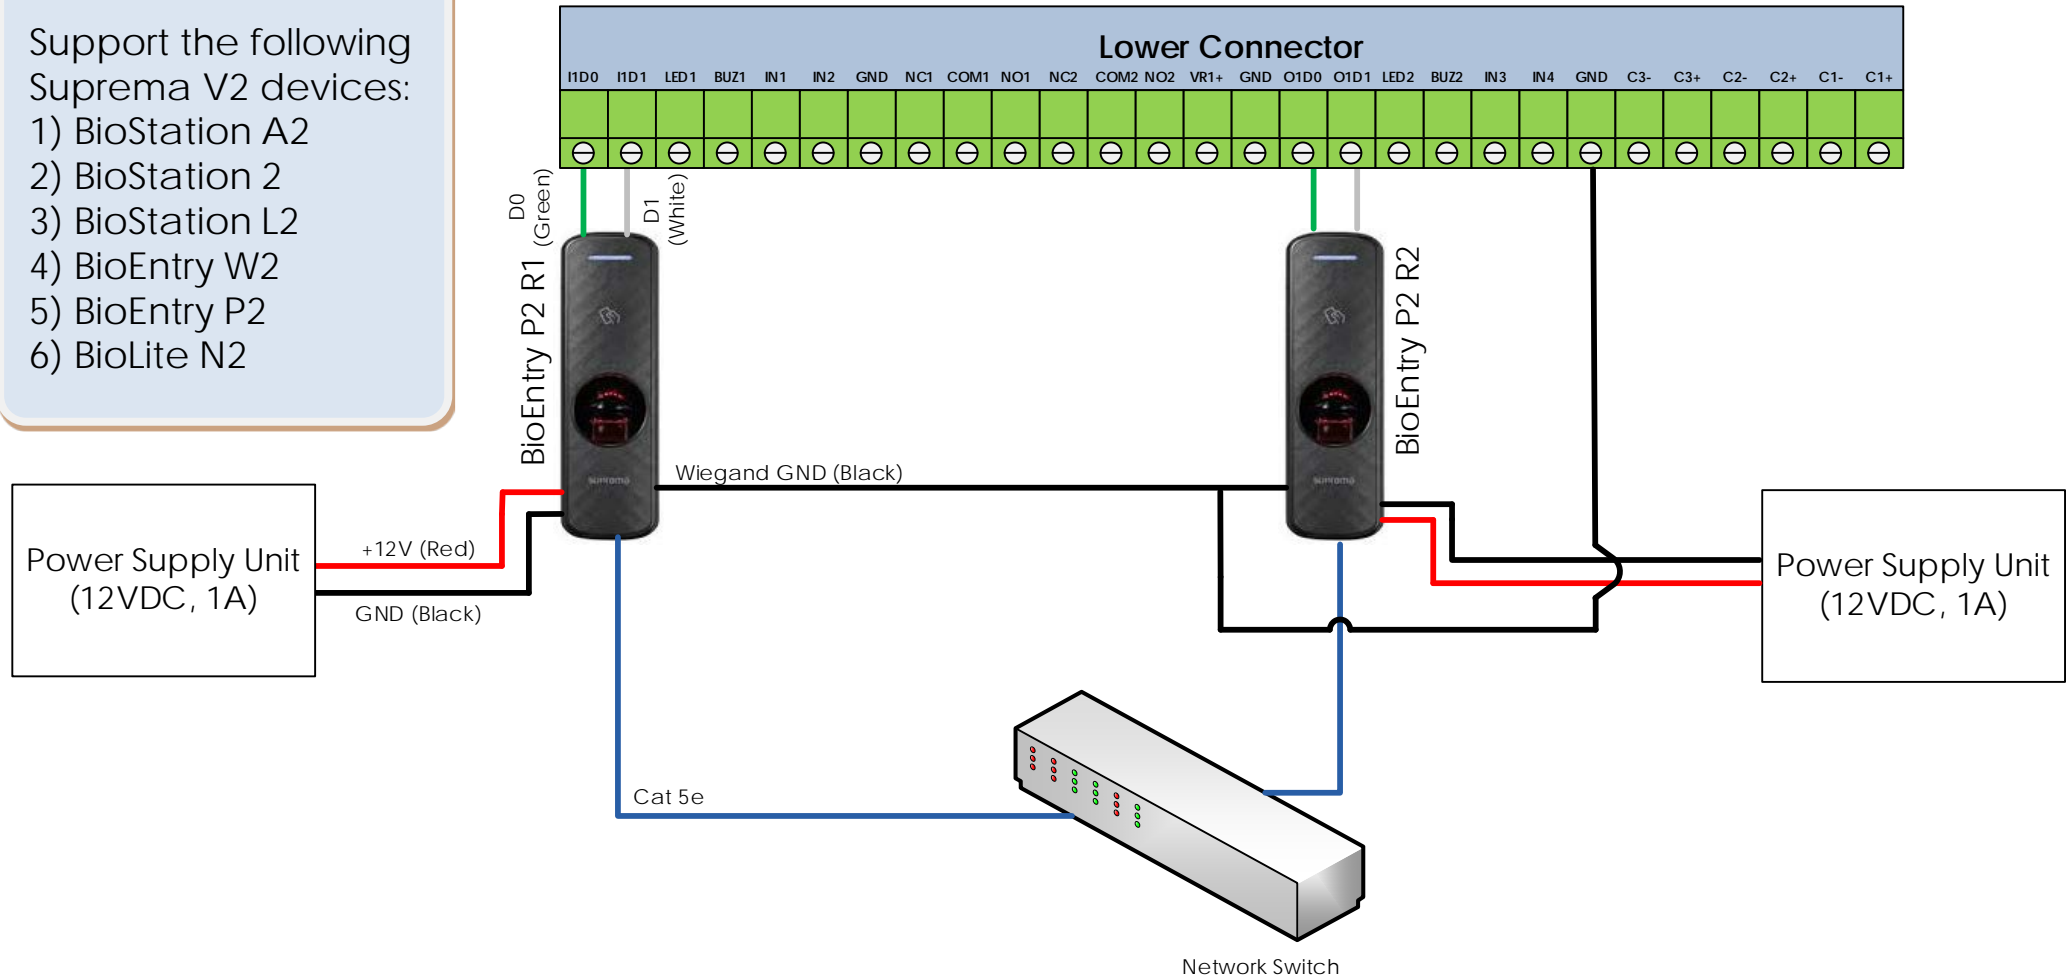 Support the following
Suprema V2 devices:
1) BioStation A2
2) BioStation 2
3) BioStation L2
4) BioEntry W2
5) BioEntry P2
6) BioLite N2
Lower Connector
I1D0 I1D1 LED1 BUZ1 IN1 IN2 GND NC1 COM1 NO1 NC2 COM2 NO2 VR1+ GND O1D0 O1D1 LED2 BUZ2 IN3 IN4 GND C3- C3+ C2- C2+ C1- C1+
D0
(Green)
D1
(White)
BioEntry P2 R1
BioEntry P2 R2
suprema
suprema
Wiegand GND (Black)
Power Supply Unit
(12VDC, 1A)
+12V (Red)
GND (Black)
Power Supply Unit
(12VDC, 1A)
Cat 5e
Network Switch